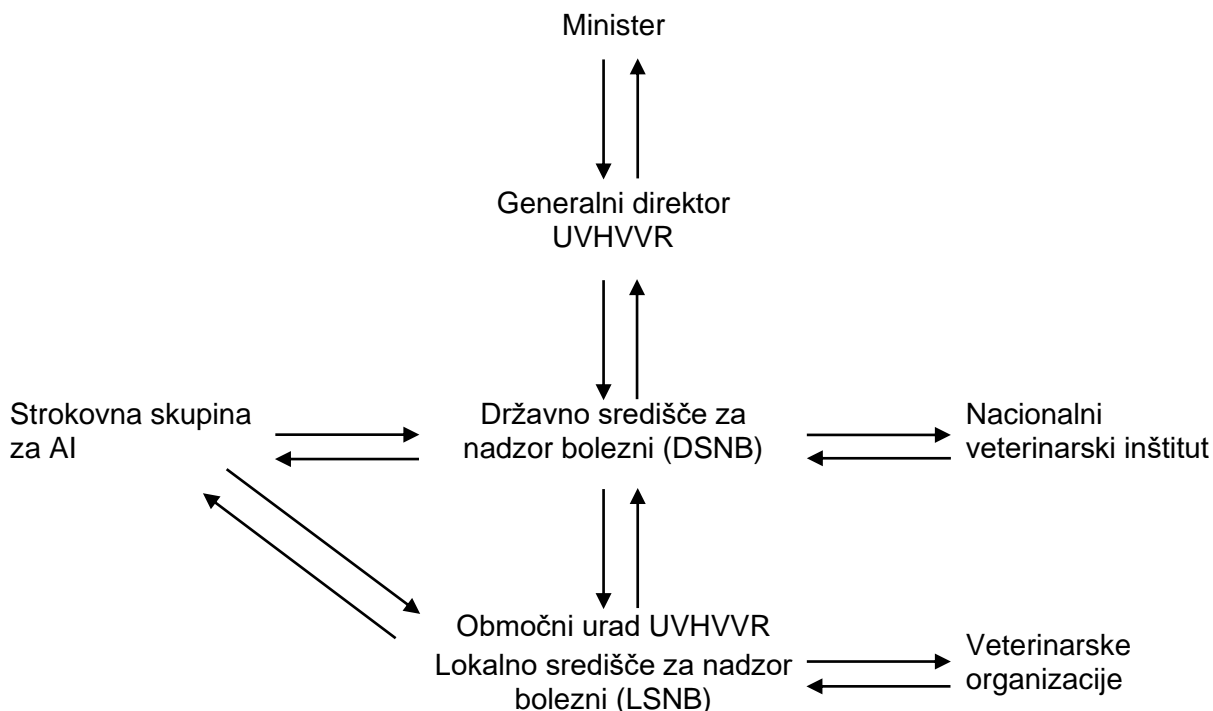 Minister
Generalni direktor
UVHVVR
Strokovna skupina
za AI
Državno središče za
nadzor bolezni (DSNB)
Nacionalni
veterinarski inštitut
Območni urad UVHVVR
Lokalno središče za nadzor
bolezni (LSNB)
Veterinarske
organizacije